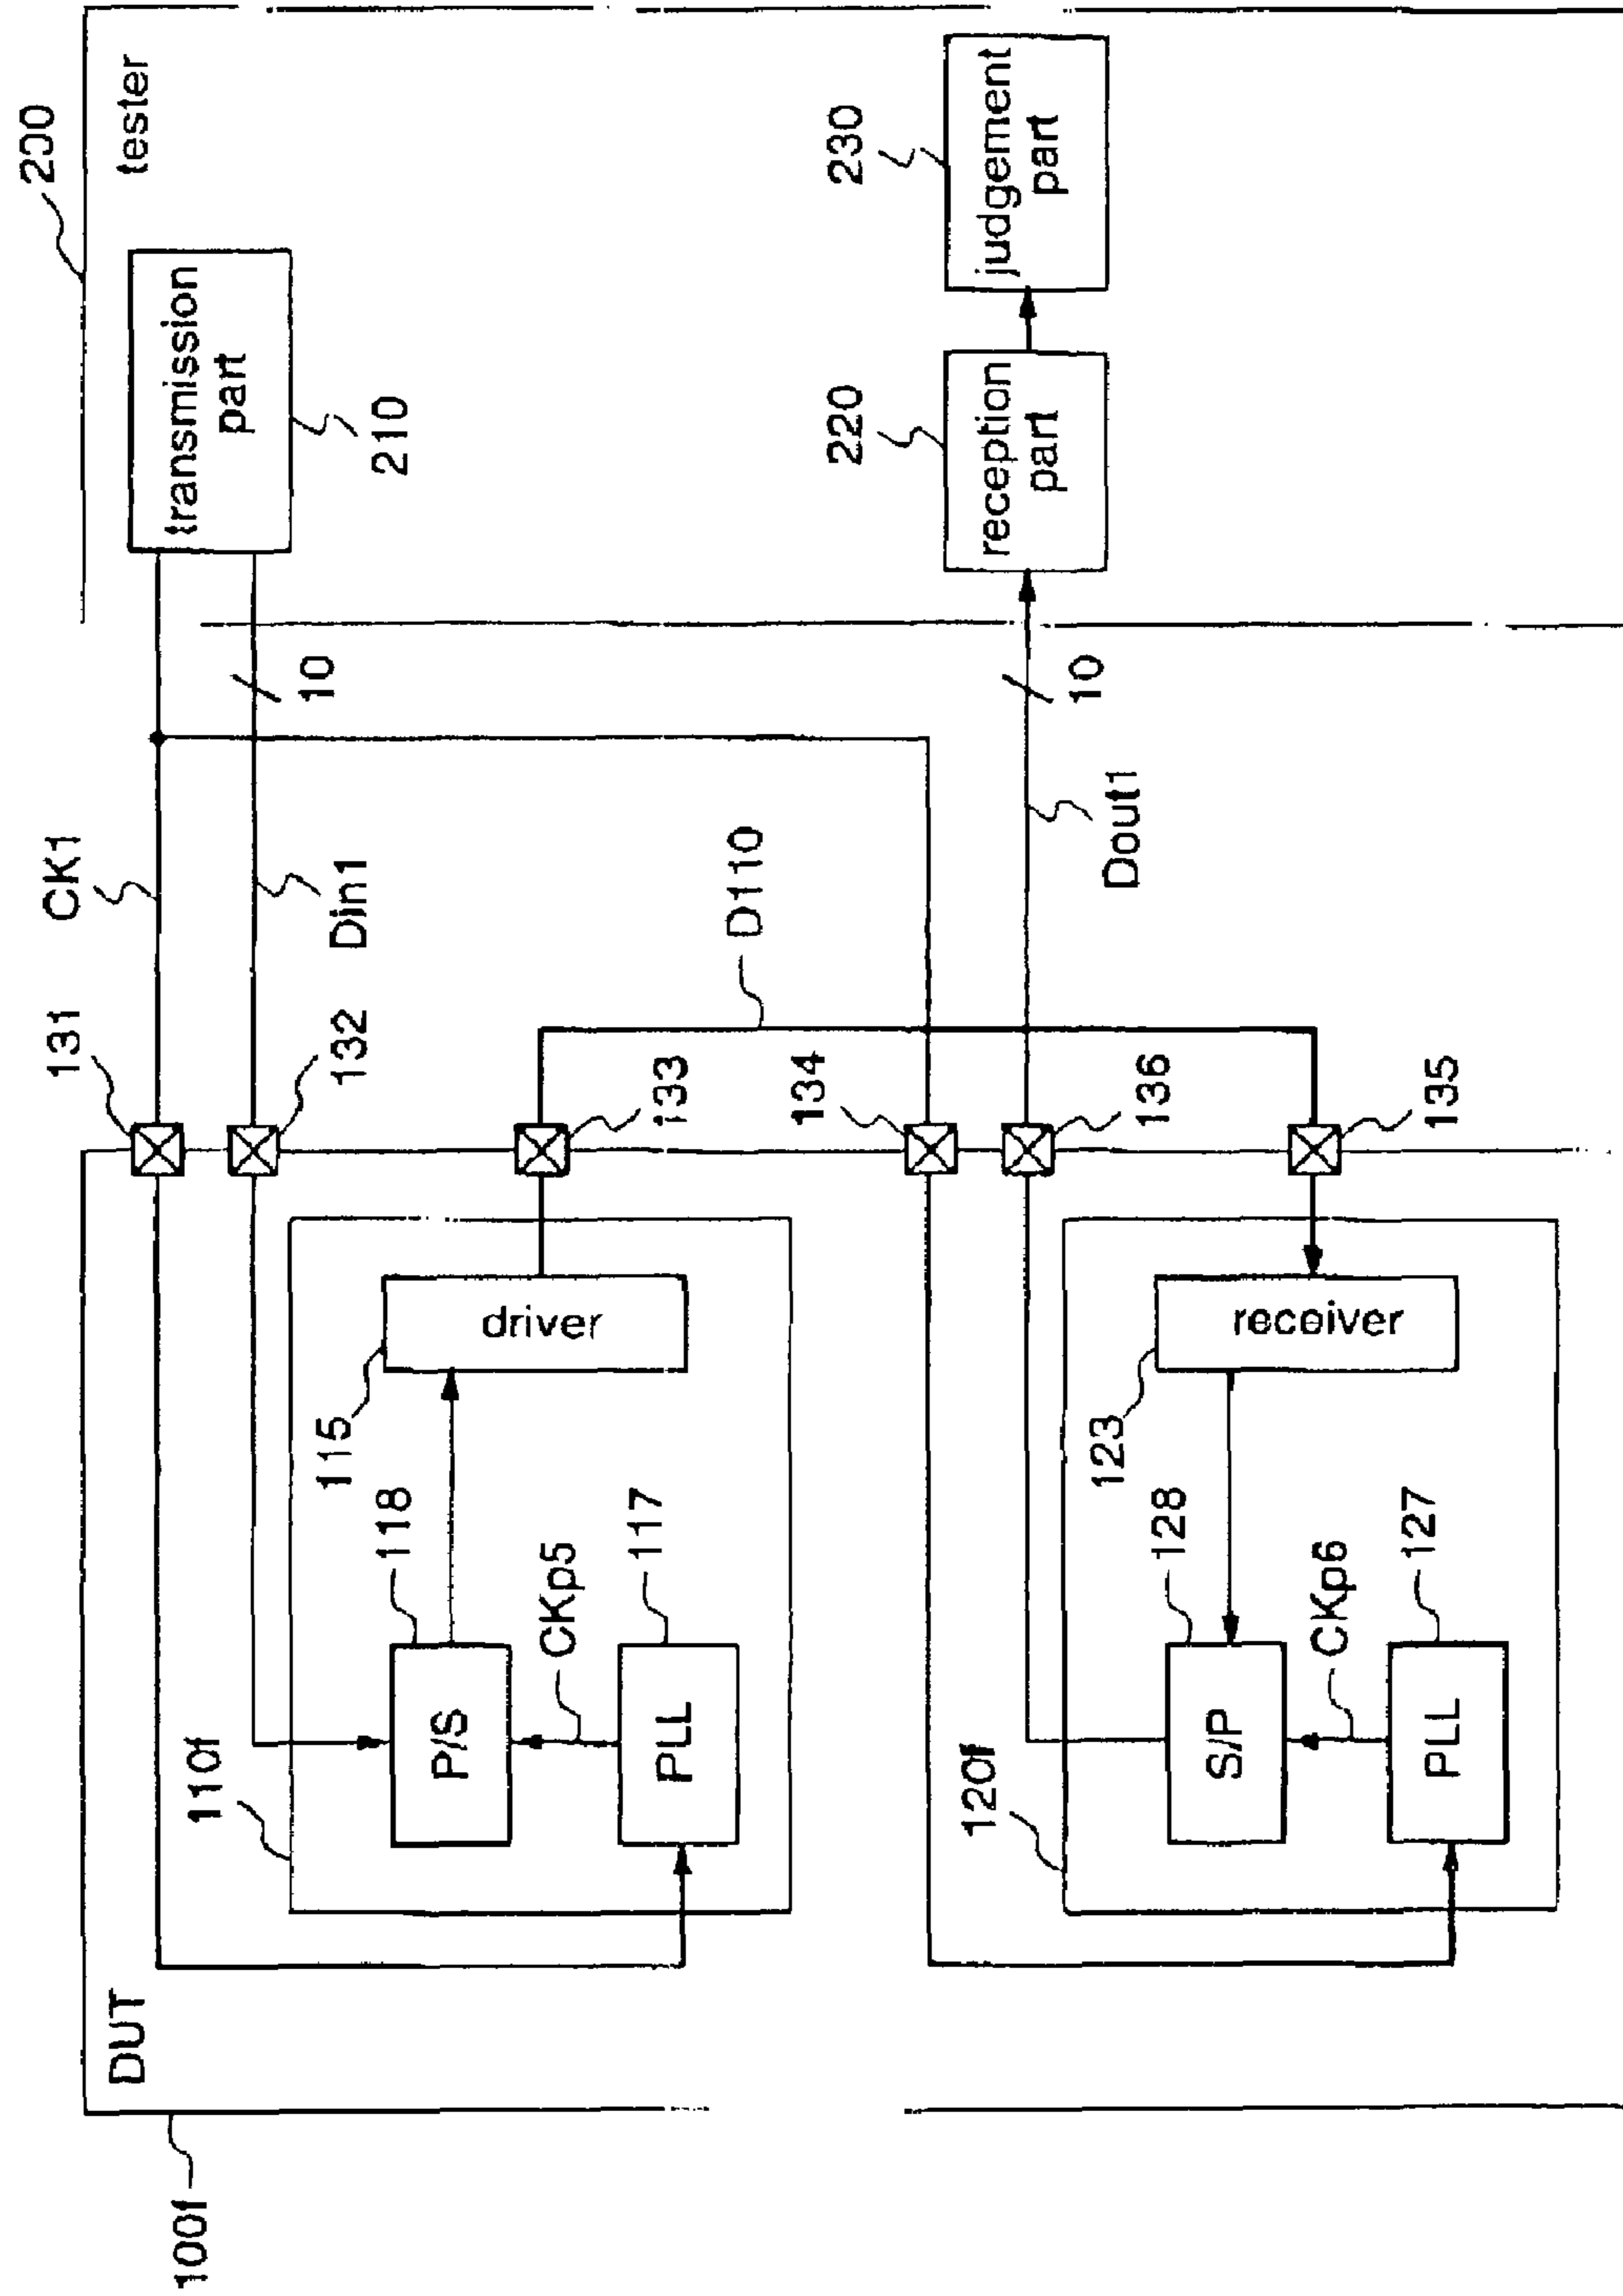 100f
DUT
110f
P/S
118
CKp5
PLL
117
115
driver
131
132
133
CK1
Din1
10
D110
200
tester
transmission
part
210
120f
S/P
128
CKp6
PLL
127
123
receiver
134
136
135
Dout1
10
220
reception
part
230
judgement
part